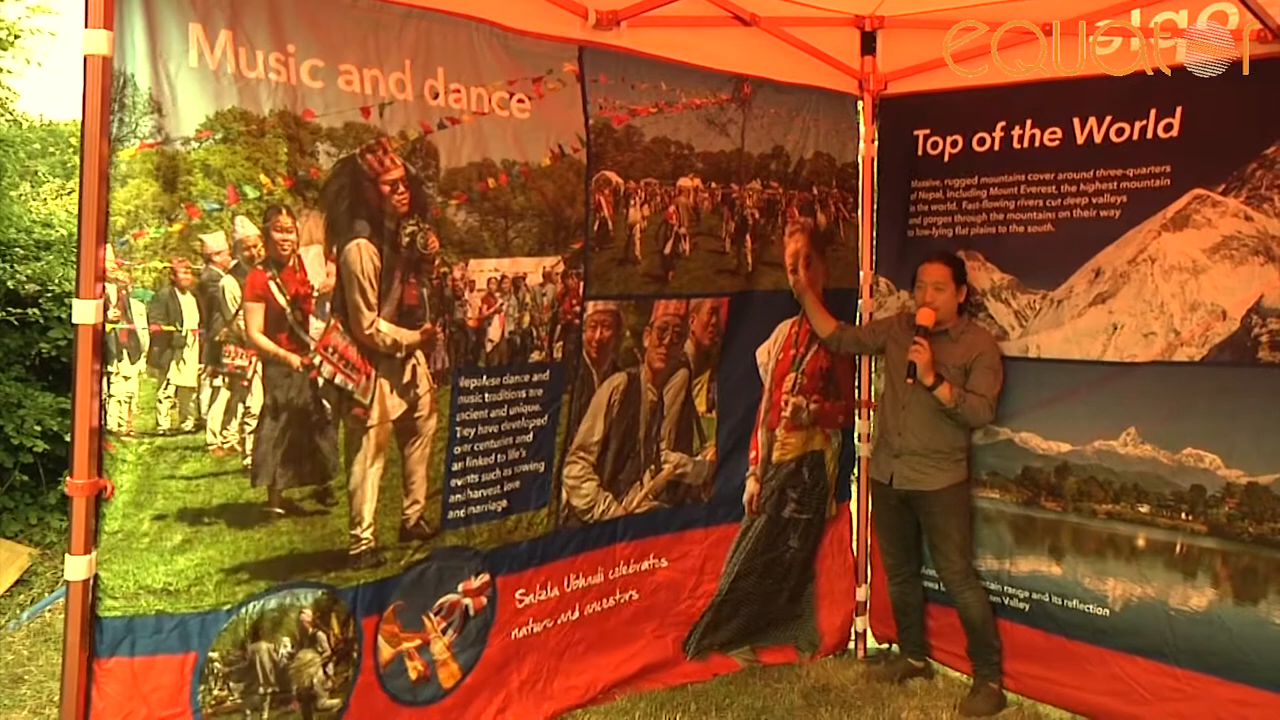 Music and dance
equator
Top of the World
Massive, rugged mountains cover around three-quarters
of Nepal, including Mount Everest, the highest mountain
in the world. Fast-flowing rivers cut deep valleys
and gorges through the mountains on their way
to low-lying flat plains to the south.
Nepalese dance and
music traditions are
ancient and unique.
They have developed
over centuries and
are linked to life's
events such as sowing
and harvest, love
and marriage.
Sakela Ubhauli celebrates
nature and ancestors
range and its reflection
Valley